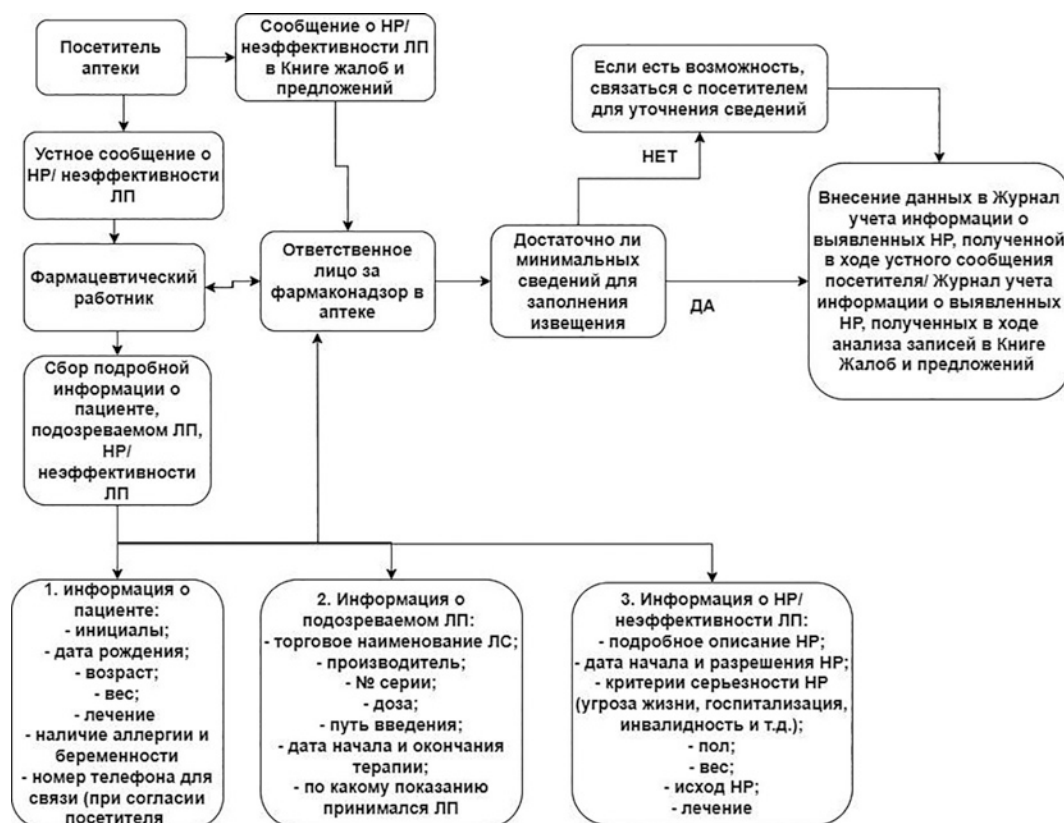 Посетитель
аптеки
Сообщение о НР/
неэффективности ЛП
в Книге жалоб и
предложений
Если есть возможность,
связаться с посетителем
для уточнения сведений
Устное сообщение о
НР/ неэффективности
ЛП
НЕТ
Фармацевтический
работник
Ответственное
лицо за
фармаконадзор в
аптеке
Достаточно ли
минимальных
сведений для
заполнения
извещения
ДА
Внесение данных в Журнал
учета информации о
выявленных НР, полученной
в ходе устного сообщения
посетителя/ Журнал учета
информации о выявленных
НР, полученных в ходе
анализа записей в Книге
Жалоб и предложений
Сбор подробной
информации о
пациенте,
подозреваемом ЛП,
НР/
неэффективности
ЛП
1. информация о
пациенте:
- инициалы;
- дата рождения;
- возраст;
- вес;
- лечение
- наличие аллергии и
беременности
- номер телефона для
связи (при согласии
посетителя
2. Информация о
подозреваемом ЛП:
- торговое наименование ЛС;
- производитель;
- № серии;
- доза;
- путь введения;
- дата начала и окончания
терапии;
- по какому показанию
принимался ЛП
3. Информация о НР/
неэффективности ЛП:
- подробное описание НР;
- дата начала и разрешения НР;
- критерии серьезности НР
(угроза жизни, госпитализация,
инвалидность и т.д.);
- пол;
- вес;
- исход НР;
- лечение